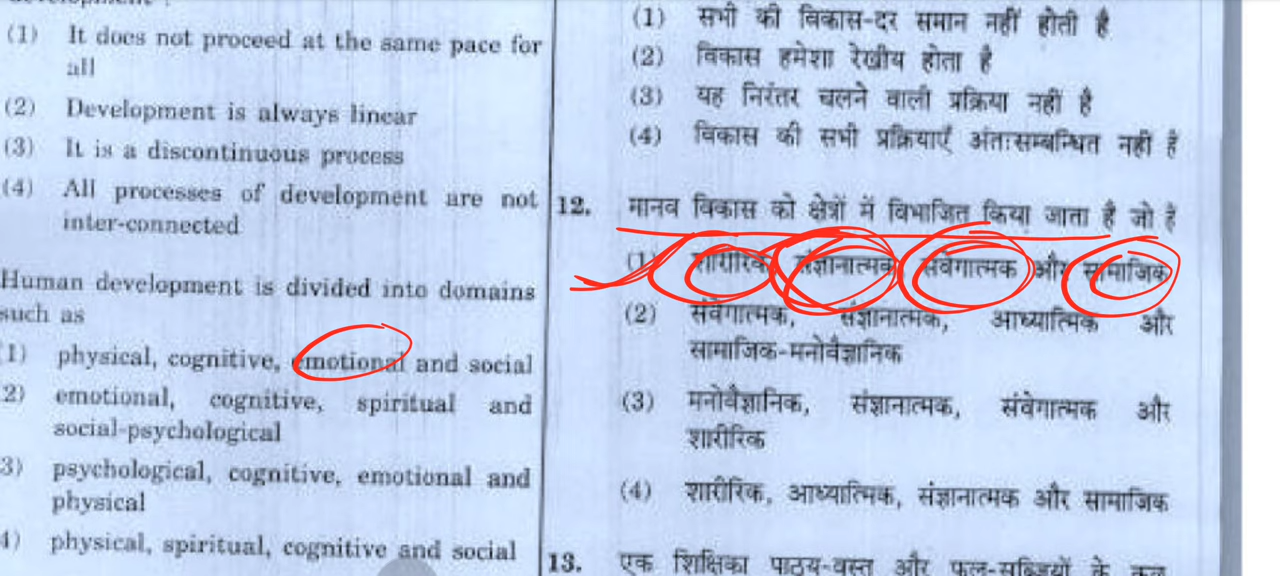 (1) It does not proceed at the same pace for
all
(2) Development is always linear
(3) It is a discontinuous process
(4) All processes of development are not
inter-connected
Human development is divided into domains
such as
1) physical, cognitive, emotional and social
2) emotional, cognitive, spiritual and
social-psychological
3) psychological, cognitive, emotional and
physical
4) physical, spiritual, cognitive and social
(1) सभी की विकास-दर समान नहीं होती है
(2) विकास हमेशा रेखीय होता है
(3) यह निरंतर चलने वाली प्रक्रिया नहीं है
(4) विकास की सभी प्रक्रियाएँ अंतःसम्बन्धित नहीं हैं
12. मानव विकास को क्षेत्रों में विभाजित किया जाता है जो हैं
(1) शारीरिक, संज्ञानात्मक, संवेगात्मक और सामाजिक
(2) संवेगात्मक, संज्ञानात्मक, आध्यात्मिक और
सामाजिक-मनोवैज्ञानिक
(3) मनोवैज्ञानिक, संज्ञानात्मक, संवेगात्मक और
शारीरिक
(4) शारीरिक, आध्यात्मिक, संज्ञानात्मक और सामाजिक
13. एक शिक्षिका पाठ्य-वस्तु और फल-सब्ज़ियों के कुछ